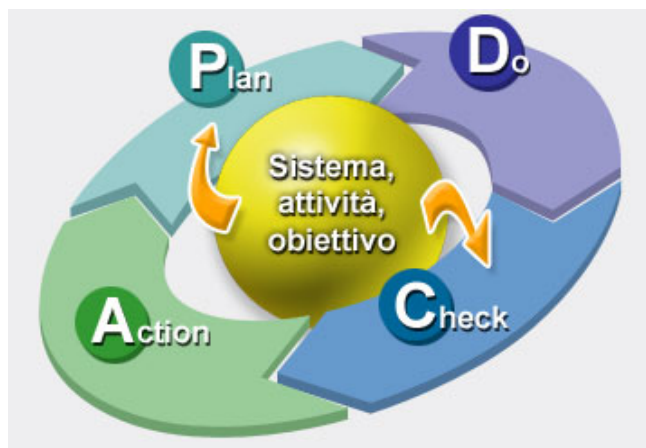 Plan
Do
Sistema,
attività,
obiettivo
Check
Action